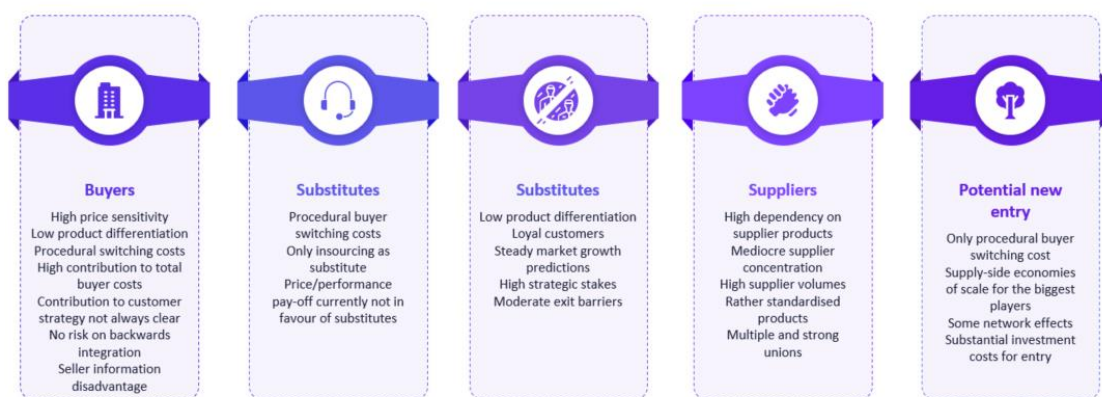 Buyers
High price sensitivity
Low product differentiation
Procedural switching costs
High contribution to total
buyer costs
Contribution to customer
strategy not always clear
No risk on backwards
integration
Seller information
disadvantage
Substitutes
Procedural buyer
switching costs
Only insourcing as
substitute
Price/performance
pay-off currently not in
favour of substitutes
Substitutes
Low product differentiation
Loyal customers
Steady market growth
predictions
High strategic stakes
Moderate exit barriers
Suppliers
High dependency on
supplier products
Mediocre supplier
concentration
High supplier volumes
Rather standardised
products
Multiple and strong
unions
Potential new
entry
Only procedural buyer
switching cost
Supply-side economies
of scale for the biggest
players
Some network effects
Substantial investment
costs for entry